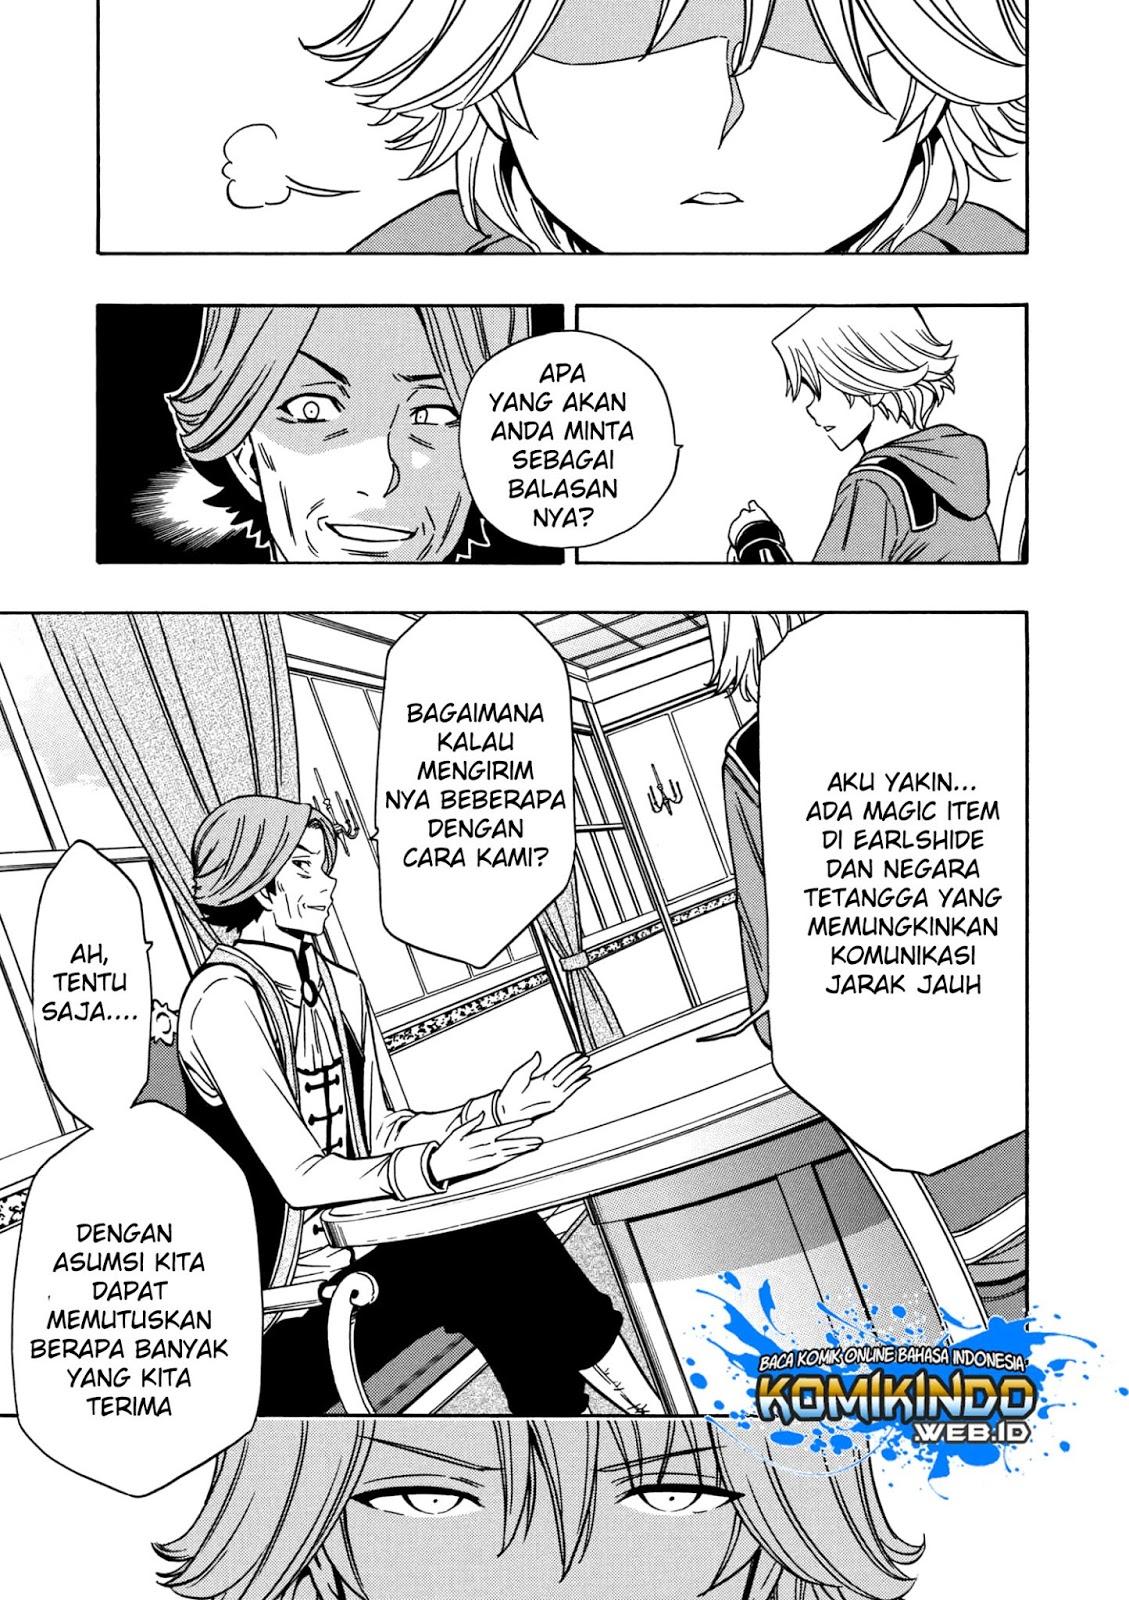 APA
YANG AKAN
ANDA MINTA
SEBAGAI
BALASAN
NYA?
AKU YAKIN...
ADA MAGIC ITEM
DI EARLSHIDE
DAN NEGARA
TETANGGA YANG
MEMUNGKINKAN
KOMUNIKASI
JARAK JAUH
BAGAIMANA
KALAU
MENGIRIM
NYA BEBERAPA
DENGAN
CARA KAMI?
AH,
TENTU
SAJA....
DENGAN
ASUMSI KITA
DAPAT
MEMUTUSKAN
BERAPA BANYAK
YANG KITA
TERIMA
BACA KOMIK ONLINE BAHASA INDONESIA
KOMIKINDO
.WEB.ID